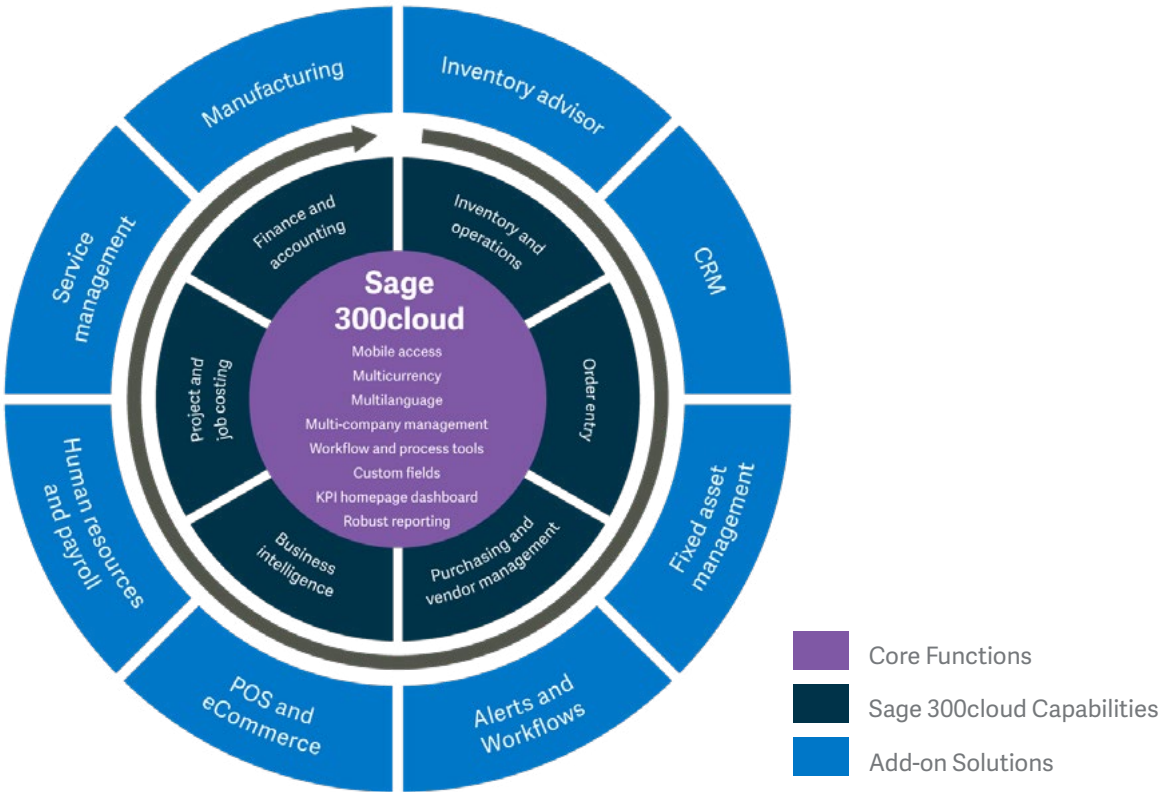 Manufacturing
Inventory advisor
CRM
Fixed asset
management
Alerts and
Workflows
POS and
eCommerce
Human resources
and payroll
Service
management
Finance and
accounting
Inventory and
operations
Order entry
Purchasing and
vendor management
Business
intelligence
Project and
job costing
Sage
300cloud
Mobile access
Multicurrency
Multilanguage
Multi-company management
Workflow and process tools
Custom fields
KPI homepage dashboard
Robust reporting
Core Functions
Sage 300cloud Capabilities
Add-on Solutions